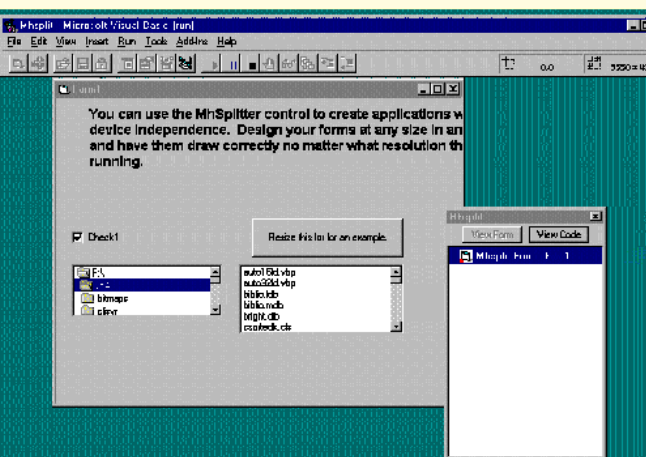 Mhsplit - Microsoft Visual Basic [run]
File Edit View Insert Run Tools Add-Ins Help
0,0
Form1
You can use the MhSplitter control to create applications w
device independence. Design your forms at any size in an
and have them draw correctly no matter what resolution th
running.
Check1
Resize this for for an example.
F:\
bitmaps
auto16ld.vbp
auto32ld.vbp
biblio.ldb
biblio.mdb
bright.dib
Mhsplit
View Form View Code